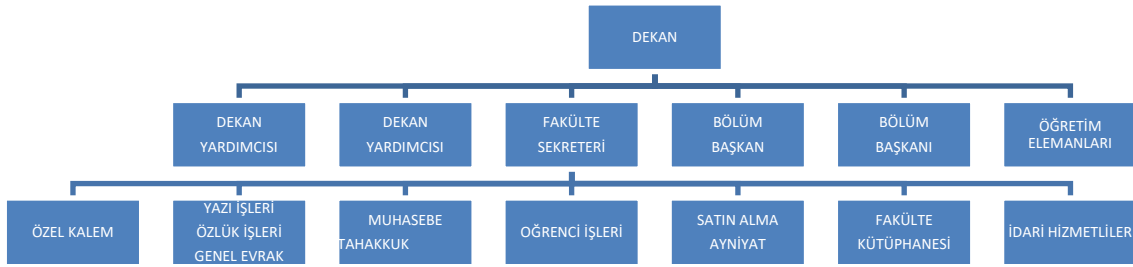 DEKAN
DEKAN
YARDIMCISI
DEKAN
YARDIMCISI
FAKÜLTE
SEKRETERİ
BÖLÜM
BAŞKAN
BÖLÜM
BAŞKANI
ÖĞRETİM
ELEMANLARI
ÖZEL KALEM
YAZI İŞLERİ
ÖZLÜK İŞLERİ
GENEL EVRAK
MUHASEBE
TAHAKKUK
OĞRENCİ İŞLERİ
SATIN ALMA
AYNİYAT
FAKÜLTE
KÜTÜPHANESİ
İDARİ HİZMETLİLER